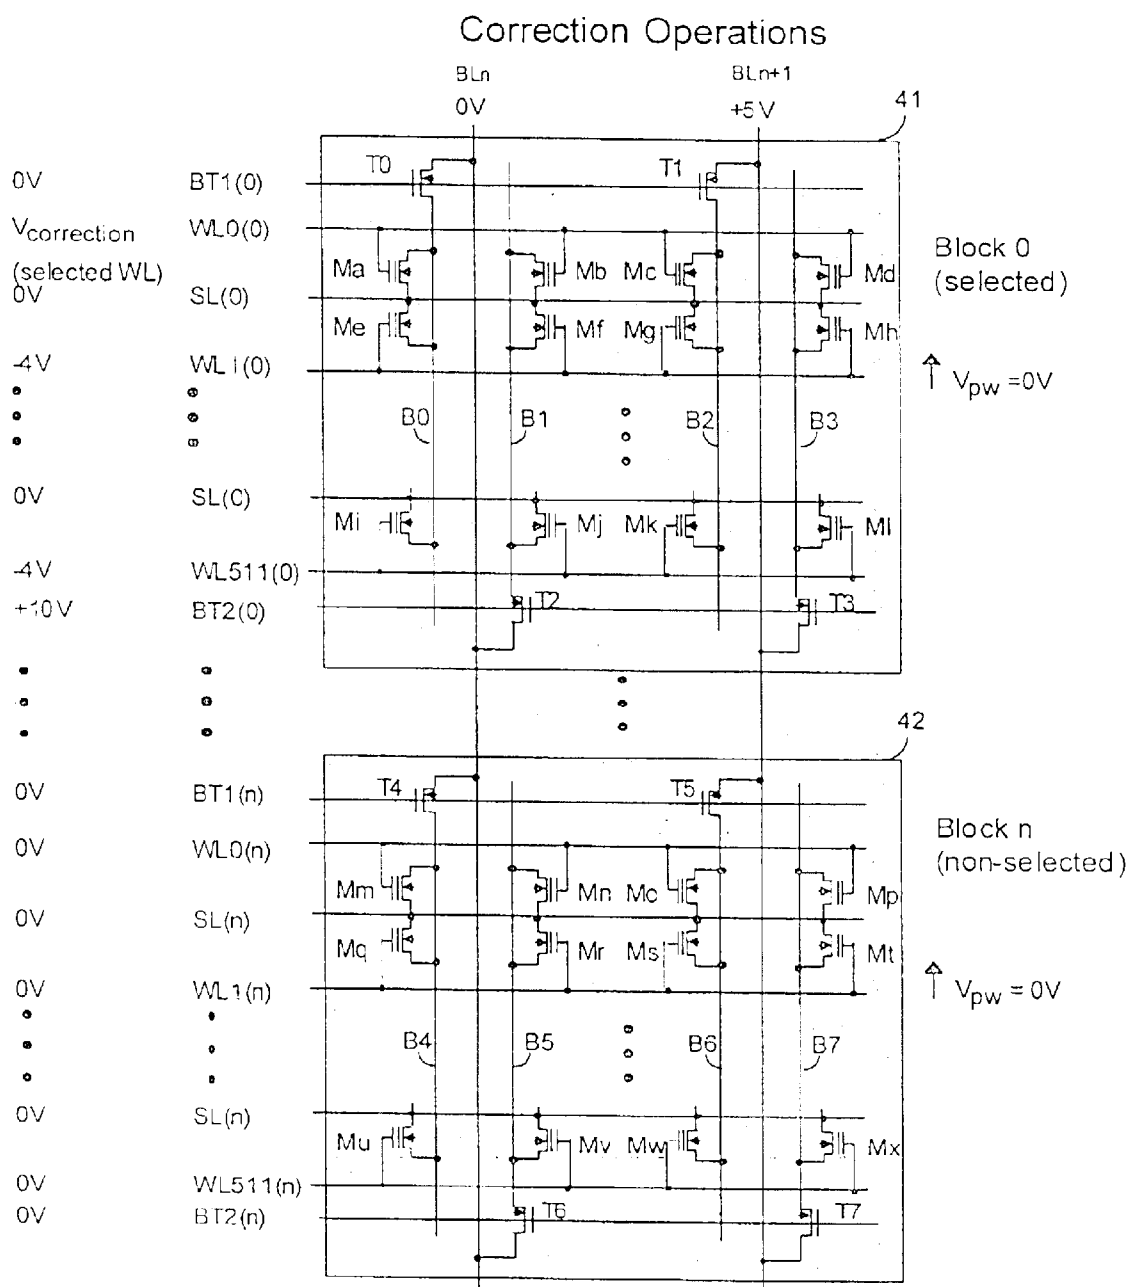 Correction Operations
BLn BLn+1
0V +5V
41
T0 T1
0V BT1(0)
Vcorrection WL0(0)
(selected WL)
Ma Mb Mc Md
Block 0
(selected)
0V SL(0)
Me Mf Mg Mh
-4V WL1(0)
Vpw =0V
B0 B1 B2 B3
0V SL(0)
Mi Mj Mk Ml
-4V WL511(0)
+10V BT2(0) T2 T3
42
T4 T5
0V BT1(n)
0V WL0(n)
Block n
(non-selected)
Mm Mn Mo Mp
0V SL(n)
Mq Mr Ms Mt
0V WL1(n)
Vpw = 0V
B4 B5 B6 B7
0V SL(n)
Mu Mv Mw Mx
0V WL511(n)
0V BT2(n) T6 T7